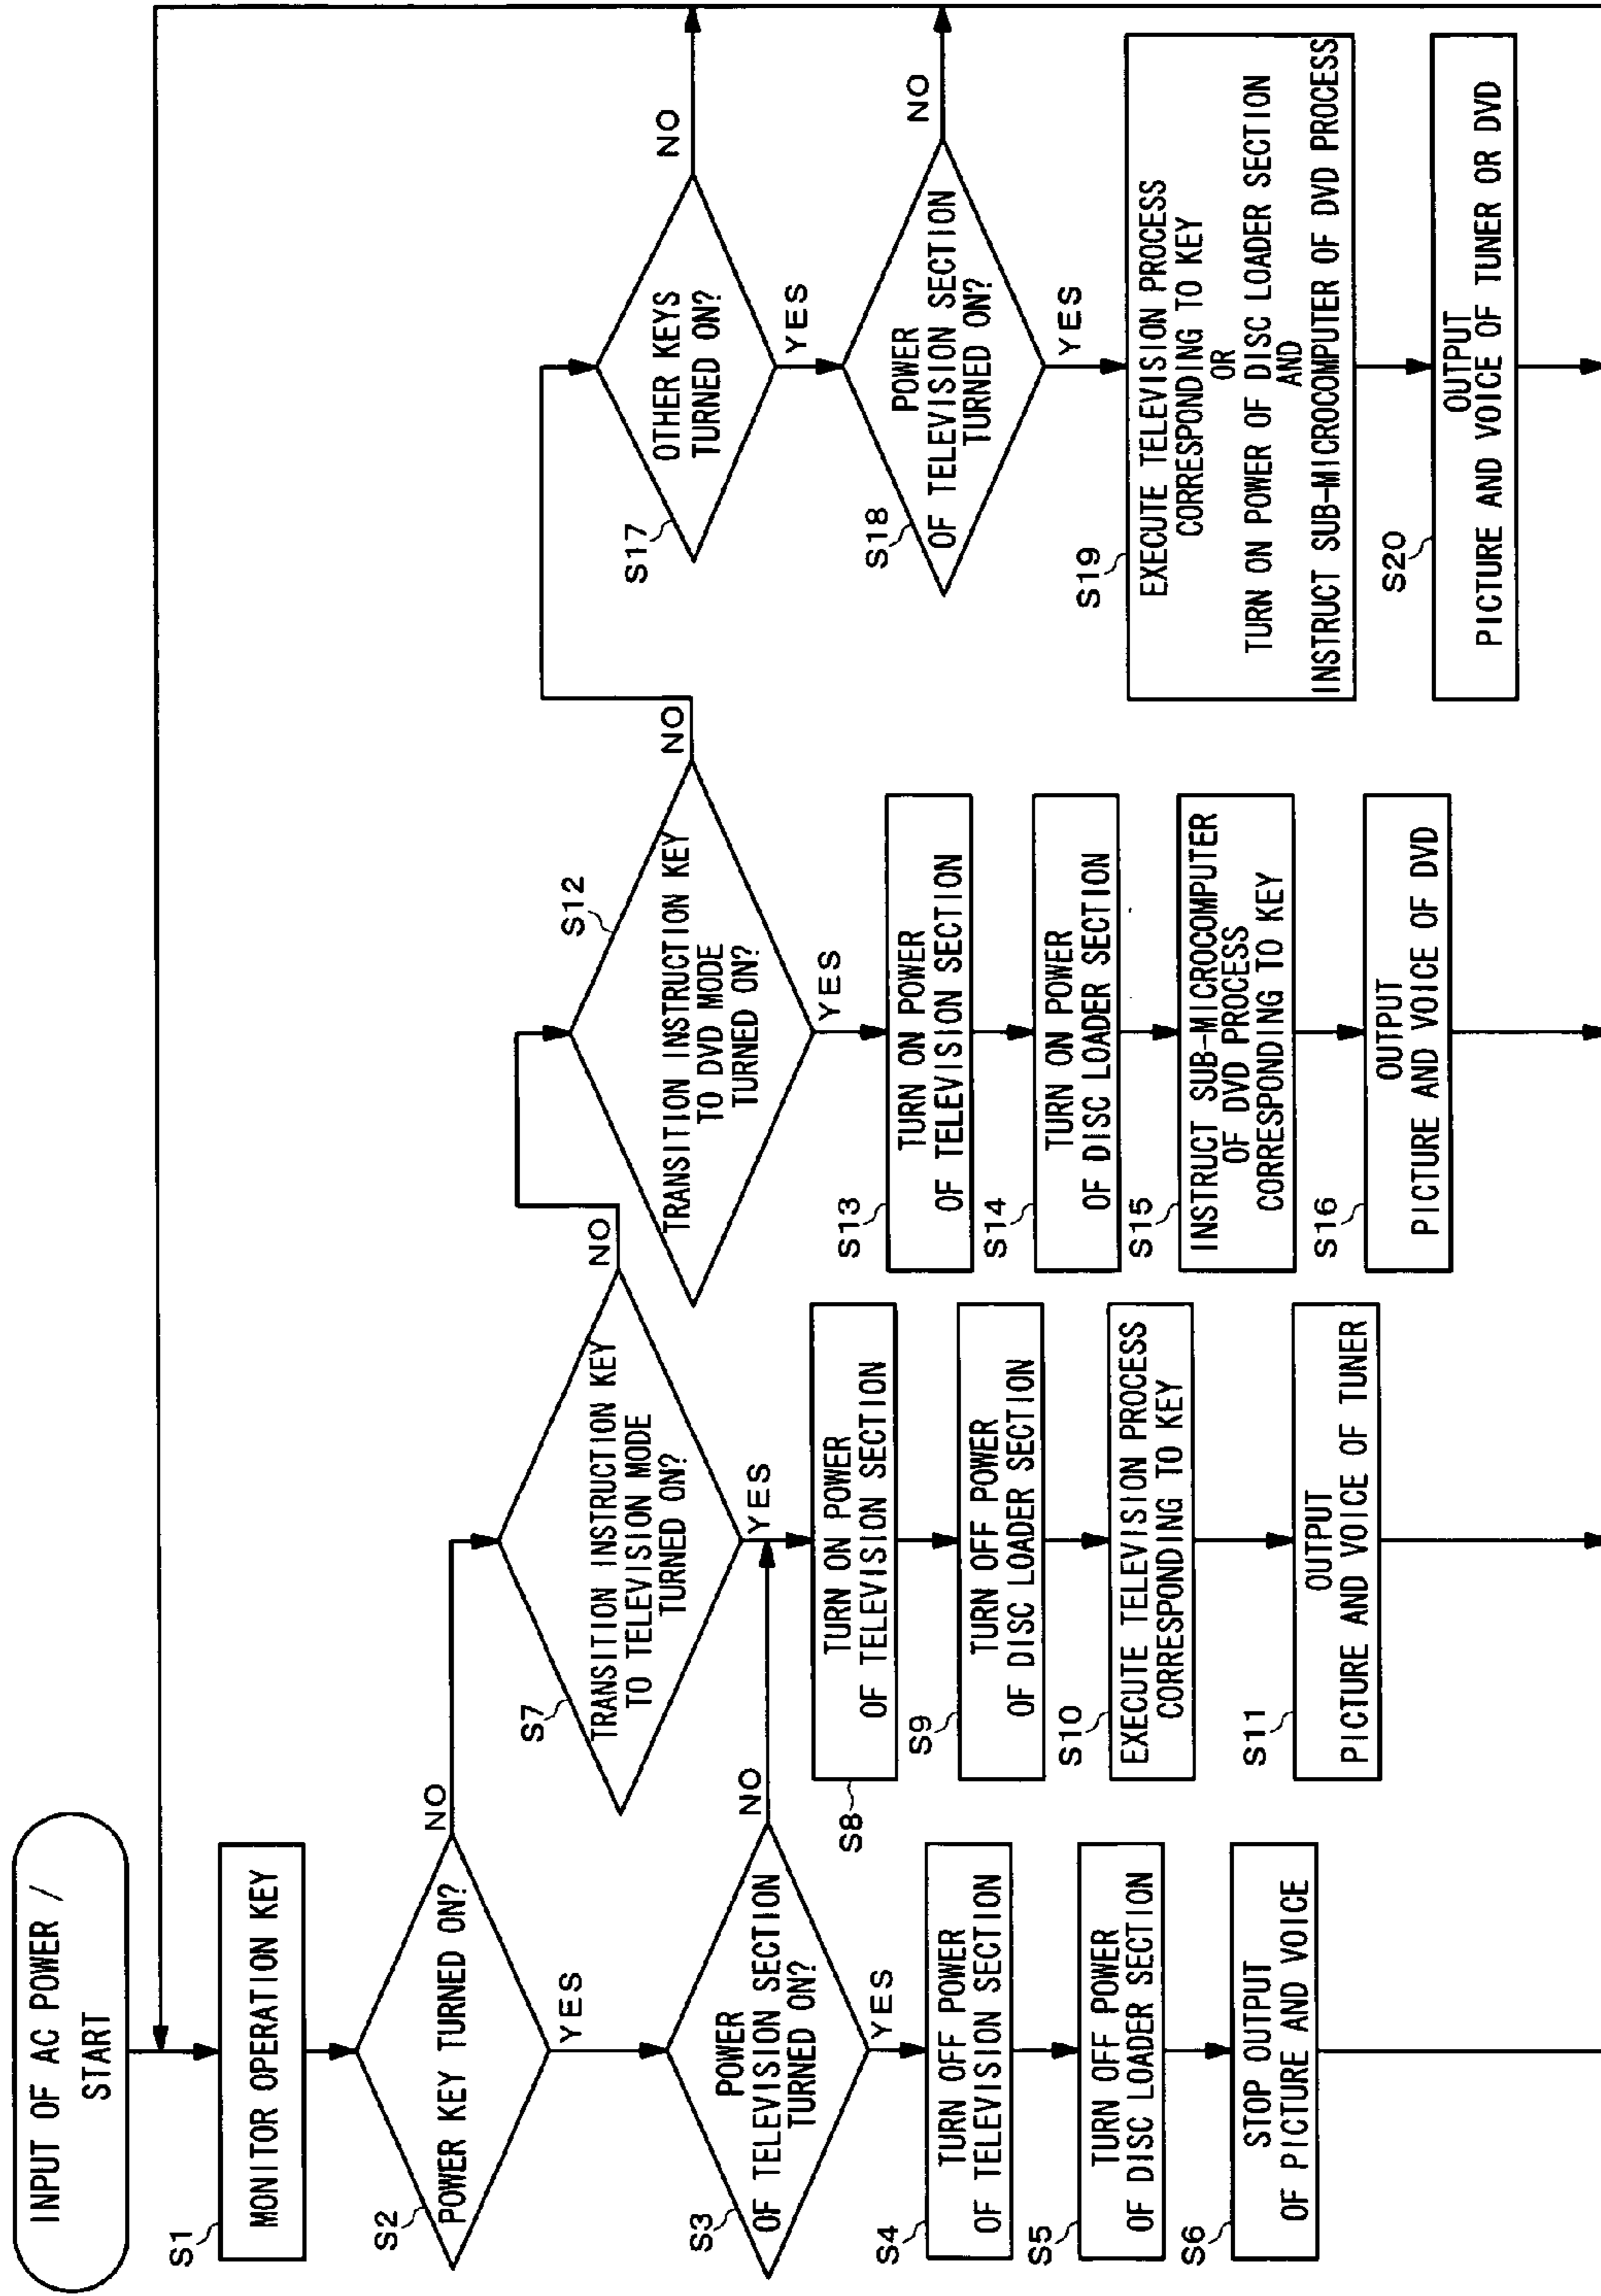 INPUT OF AC POWER /
START
S1
MONITOR OPERATION KEY
S2
POWER KEY TURNED ON?
NO
YES
S3
POWER
OF TELEVISION SECTION
TURNED ON?
NO
YES
S4
TURN OFF POWER
OF TELEVISION SECTION
S5
TURN OFF POWER
OF DISC LOADER SECTION
S6
STOP OUTPUT
OF PICTURE AND VOICE
S7
TRANSITION INSTRUCTION KEY
TO TELEVISION MODE
TURNED ON?
NO
YES
S8
TURN ON POWER
OF TELEVISION SECTION
S9
TURN OFF POWER
OF DISC LOADER SECTION
S10
EXECUTE TELEVISION PROCESS
CORRESPONDING TO KEY
S11
OUTPUT
PICTURE AND VOICE OF TUNER
S12
TRANSITION INSTRUCTION KEY
TO DVD MODE
TURNED ON?
NO
YES
S13
TURN ON POWER
OF TELEVISION SECTION
S14
TURN ON POWER
OF DISC LOADER SECTION
S15
INSTRUCT SUB-MICROCOMPUTER
OF DVD PROCESS
CORRESPONDING TO KEY
S16
OUTPUT
PICTURE AND VOICE OF DVD
S17
OTHER KEYS
TURNED ON?
NO
YES
S18
POWER
OF TELEVISION SECTION
TURNED ON?
NO
YES
S19
EXECUTE TELEVISION PROCESS
CORRESPONDING TO KEY
OR
TURN ON POWER OF DISC LOADER SECTION
AND
INSTRUCT SUB-MICROCOMPUTER OF DVD PROCESS
S20
OUTPUT
PICTURE AND VOICE OF TUNER OR DVD